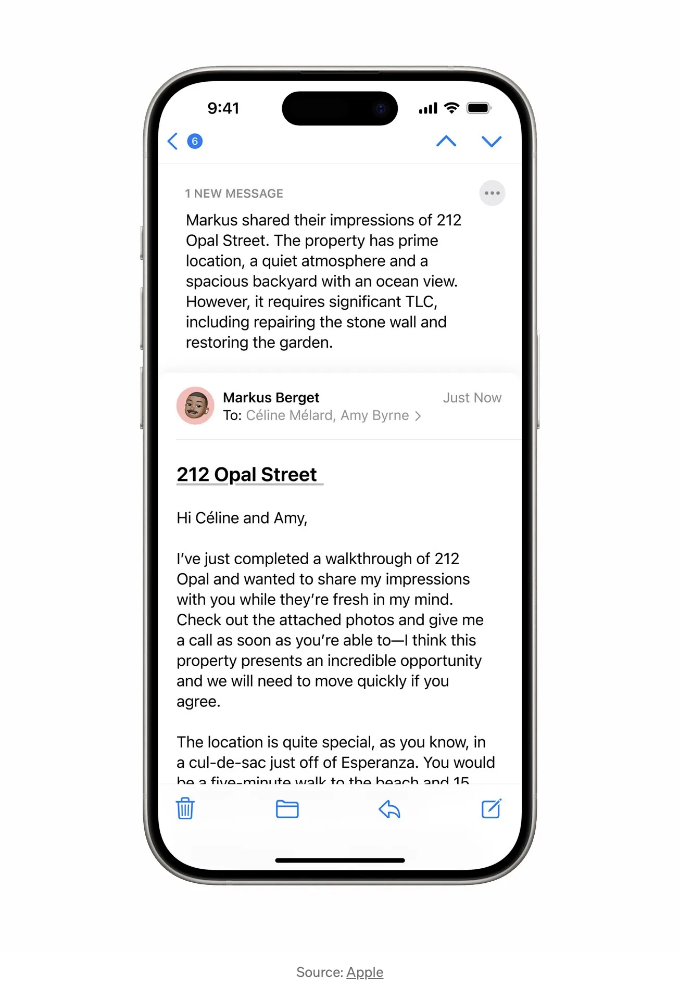 9:41
6
1 NEW MESSAGE
Markus shared their impressions of 212
Opal Street. The property has prime
location, a quiet atmosphere and a
spacious backyard with an ocean view.
However, it requires significant TLC,
including repairing the stone wall and
restoring the garden.
Markus Berget
Just Now
To: Céline Mélard, Amy Byrne
212 Opal Street
Hi Céline and Amy,
I’ve just completed a walkthrough of 212
Opal and wanted to share my impressions
with you while they’re fresh in my mind.
Check out the attached photos and give me
a call as soon as you’re able to—I think this
property presents an incredible opportunity
and we will need to move quickly if you
agree.
The location is quite special, as you know, in
a cul-de-sac just off of Esperanza. You would
be a five-minute walk to the beach and 15
Source: Apple